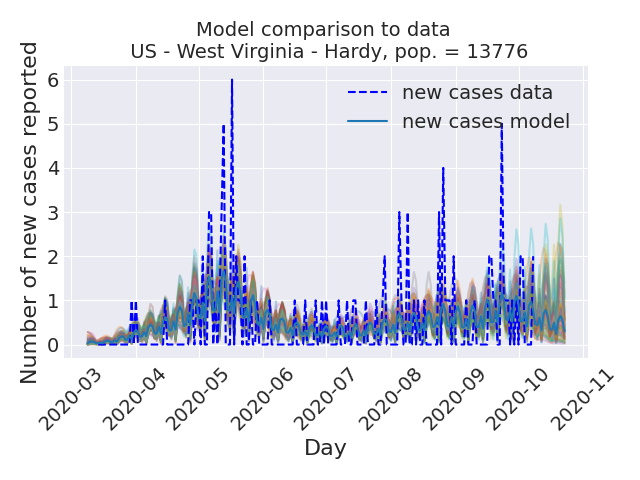 Model comparison to data
US - West Virginia - Hardy, pop. = 13776
new cases data
new cases model
Number of new cases reported
6
5
4
3
2
1
0
2020-03
2020-04
2020-05
2020-06
2020-07
2020-08
2020-09
2020-10
2020-11
Day